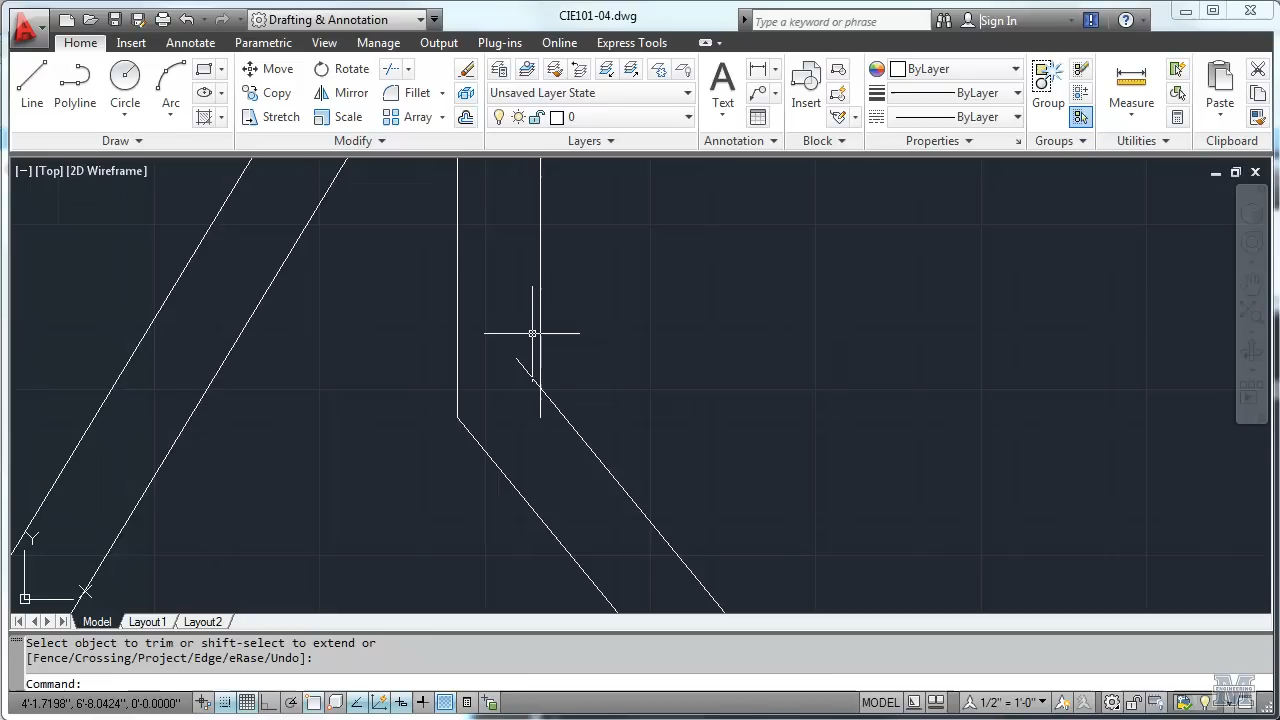 Drafting & Annotation
CIE101-04.dwg
Type a keyword or phrase
Sign In
Home Insert Annotate Parametric View Manage Output Plug-ins Online Express Tools
Line
Polyline
Circle
Arc
Draw
Move Rotate
Copy Mirror Fillet
Stretch Scale Array
Modify
Unsaved Layer State
0
Layers
Text
Annotation
Insert
Block
ByLayer
ByLayer
ByLayer
Properties
Group
Groups
Measure
Utilities
Paste
Clipboard
[−] [Top] [2D Wireframe]
Y
X
Model Layout1 Layout2
Select object to trim or shift-select to extend or
[Fence/Crossing/Project/Edge/eRase/Undo]:
Command:
4'-1.7198", 6'-8.0424", 0'-0.0000"
MODEL
1/2" = 1'-0"